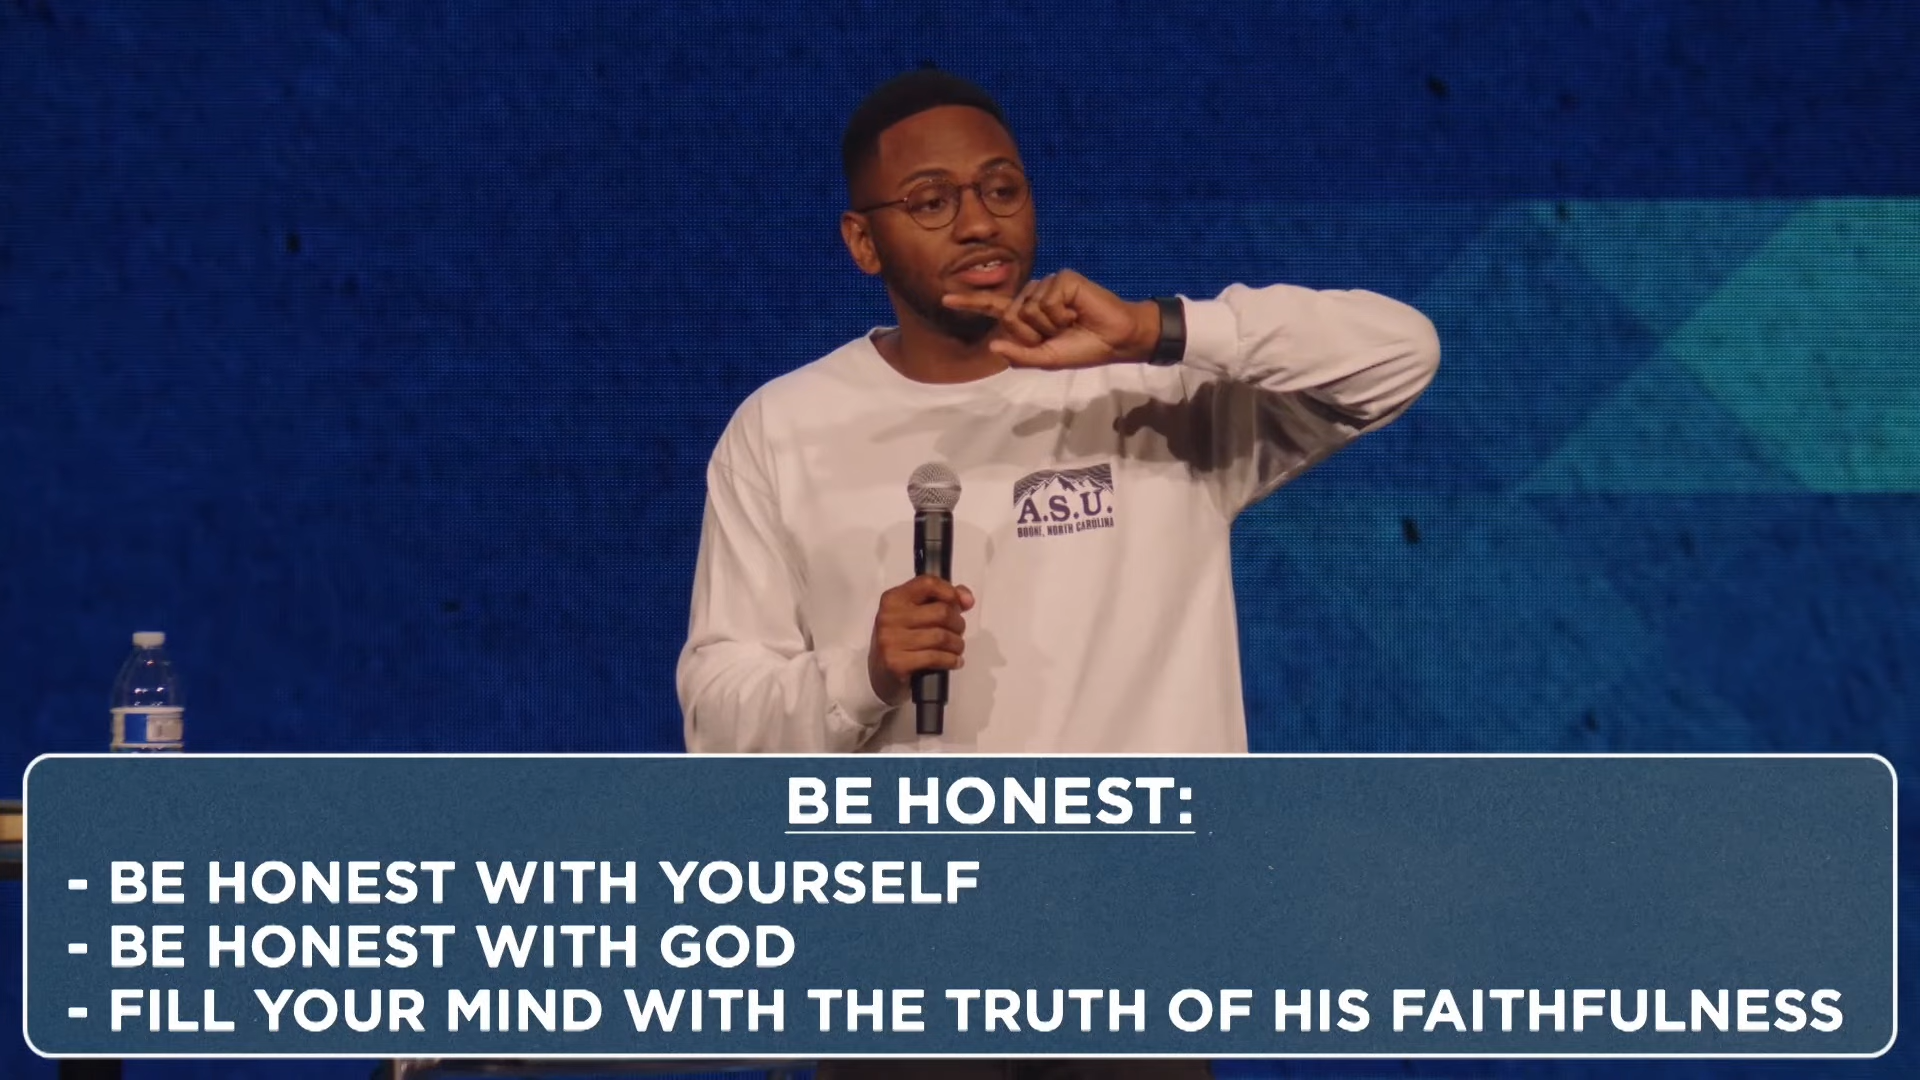 A.S.U.
BOONE, NORTH CAROLINA
BE HONEST:
- BE HONEST WITH YOURSELF
- BE HONEST WITH GOD
- FILL YOUR MIND WITH THE TRUTH OF HIS FAITHFULNESS